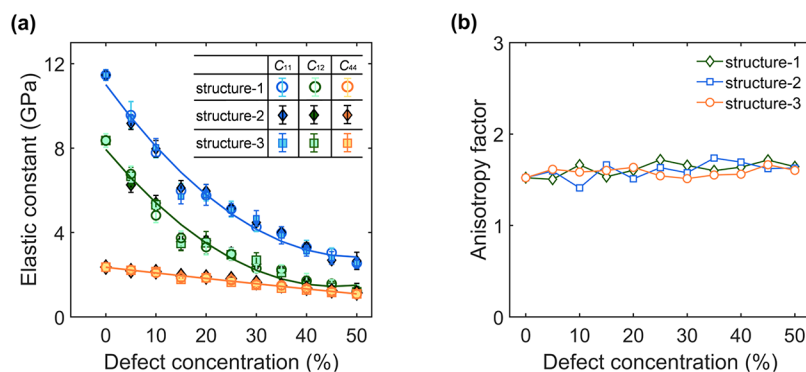 (a)
Elastic constant (GPa)
12
8
4
0
C11 C12 C44
structure-1
structure-2
structure-3
0 10 20 30 40 50
Defect concentration (%)
(b)
Anisotropy factor
3
2
1
0
structure-1
structure-2
structure-3
0 10 20 30 40 50
Defect concentration (%)